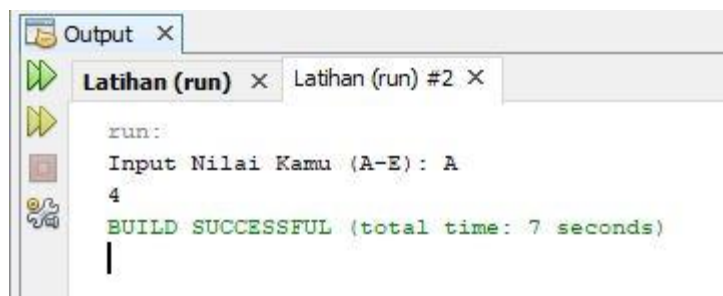 Output
Latihan (run)
Latihan (run) #2
run:
Input Nilai Kamu (A-E): A
4
BUILD SUCCESSFUL (total time: 7 seconds)